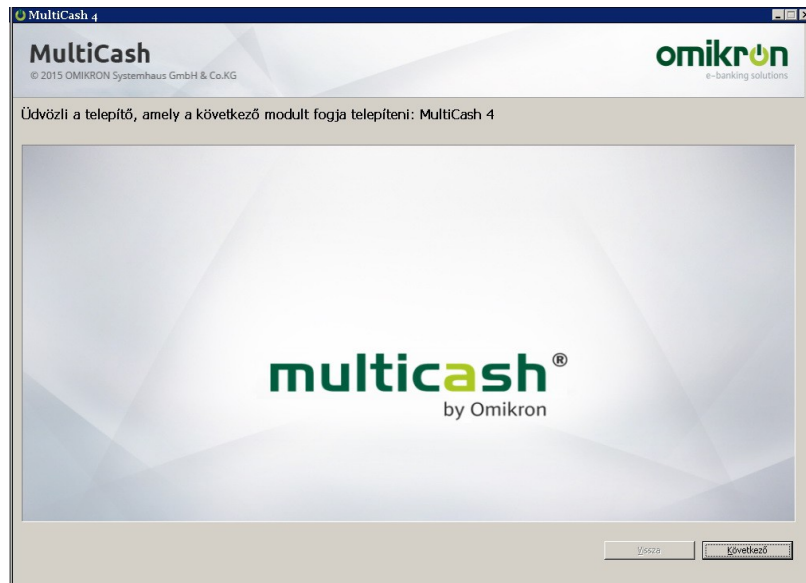 MultiCash 4
MultiCash
© 2015 OMIKRON Systemhaus GmbH & Co.KG
omikron
e-banking solutions
Üdvözli a telepítő, amely a következő modult fogja telepíteni: MultiCash 4
multicash®
by Omikron
Vissza
Következő